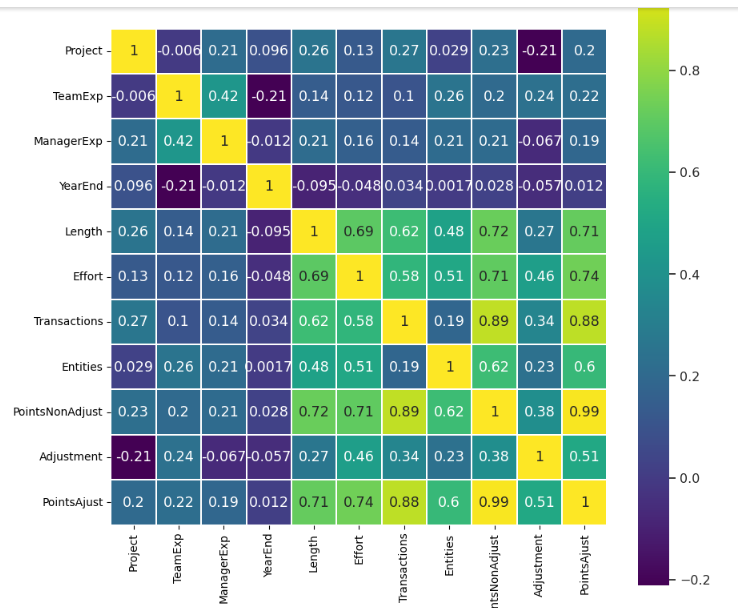 Project 1 -0.006 0.21 0.096 0.26 0.13 0.27 0.029 0.23 -0.21 0.2
TeamExp -0.006 1 0.42 -0.21 0.14 0.12 0.1 0.26 0.2 0.24 0.22
ManagerExp 0.21 0.42 1 -0.012 0.21 0.16 0.14 0.21 0.21 -0.067 0.19
YearEnd 0.096 -0.21 -0.012 1 -0.095 -0.048 0.034 0.0017 0.028 -0.057 0.012
Length 0.26 0.14 0.21 -0.095 1 0.69 0.62 0.48 0.72 0.27 0.71
Effort 0.13 0.12 0.16 -0.048 0.69 1 0.58 0.51 0.71 0.46 0.74
Transactions 0.27 0.1 0.14 0.034 0.62 0.58 1 0.19 0.89 0.34 0.88
Entities 0.029 0.26 0.21 0.0017 0.48 0.51 0.19 1 0.62 0.23 0.6
PointsNonAdjust 0.23 0.2 0.21 0.028 0.72 0.71 0.89 0.62 1 0.38 0.99
Adjustment -0.21 0.24 -0.067 -0.057 0.27 0.46 0.34 0.23 0.38 1 0.51
PointsAjust 0.2 0.22 0.19 0.012 0.71 0.74 0.88 0.6 0.99 0.51 1
Project
TeamExp
ManagerExp
YearEnd
Length
Effort
Transactions
Entities
ntsNonAdjust
Adjustment
PointsAjust
0.8
0.6
0.4
0.2
0.0
−0.2